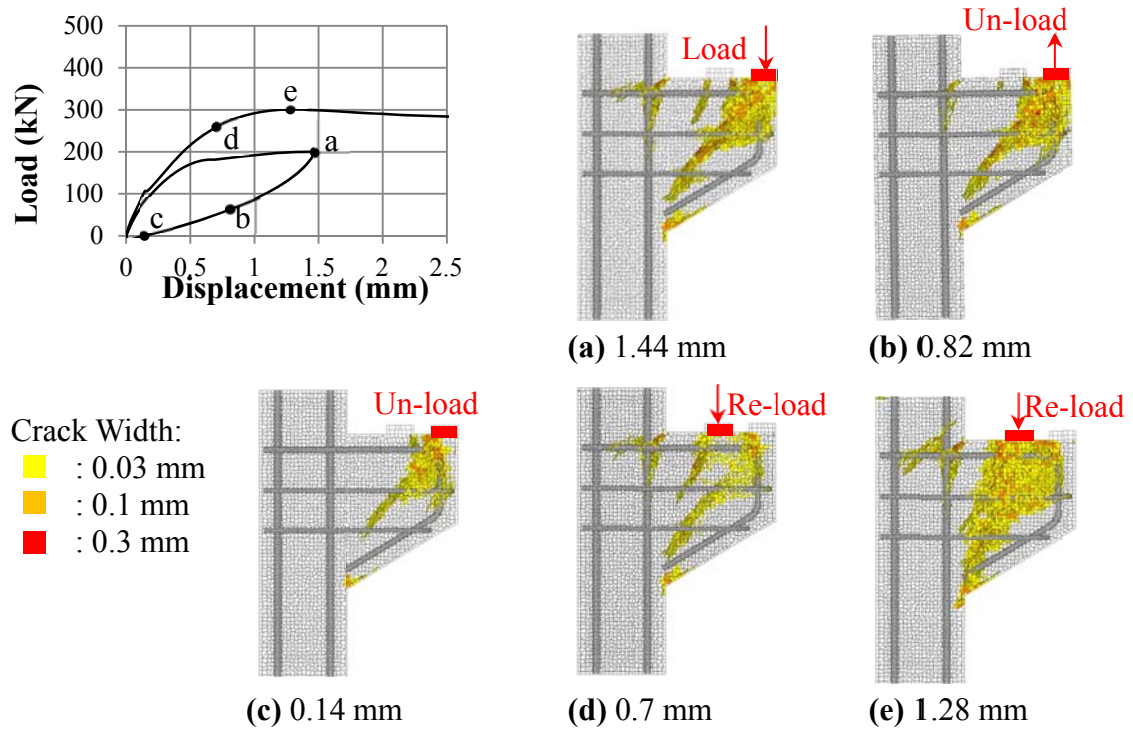 500
400
300
200
100
0
Load (kN)
e
d
a
b
c
0 0.5 1 1.5 2 2.5
Displacement (mm)
Load
(a) 1.44 mm
Un-load
(b) 0.82 mm
Crack Width:
: 0.03 mm
: 0.1 mm
: 0.3 mm
Un-load
(c) 0.14 mm
Re-load
(d) 0.7 mm
Re-load
(e) 1.28 mm